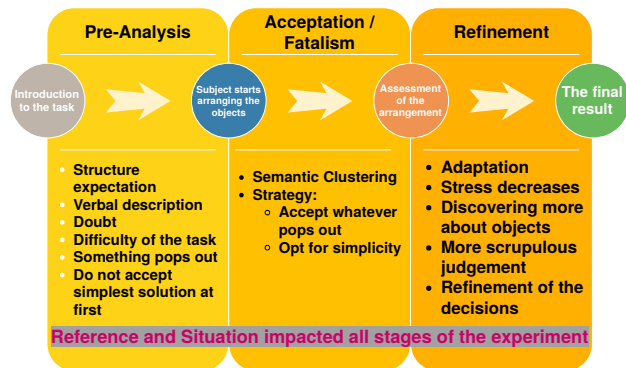 Pre-Analysis
Acceptation /
Fatalism
Refinement
Introduction
to the task
Subject starts
arranging the
objects
Assessment
of the
arrangement
The final
result
Structure
expectation
Verbal description
Doubt
Difficulty of the task
Something pops out
Do not accept
simplest solution at
first
Semantic Clustering
Strategy:
Accept whatever
pops out
Opt for simplicity
Adaptation
Stress decreases
Discovering more
about objects
More scrupulous
judgement
Refinement of the
decisions
Reference and Situation impacted all stages of the experiment